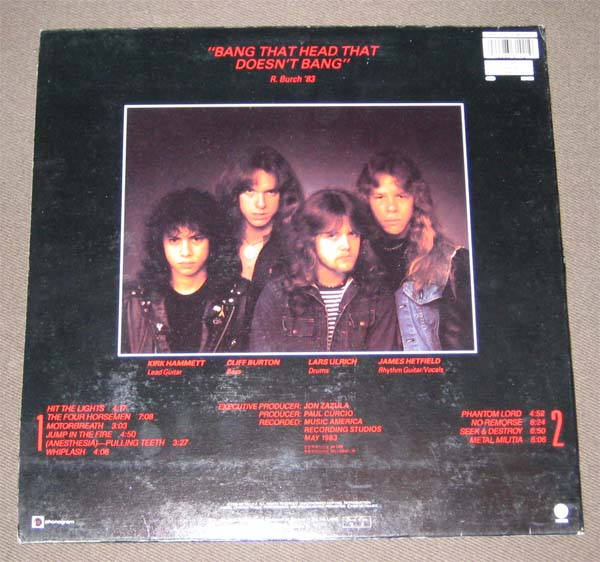 "BANG THAT HEAD THAT
DOESN'T BANG"
R. Burch '83
KIRK HAMMETT
Lead Guitar
CLIFF BURTON
Bass
LARS ULRICH
Drums
JAMES HETFIELD
Rhythm Guitar/Vocals
1
HIT THE LIGHTS 4:17
THE FOUR HORSEMEN 7:08
MOTORBREATH 3:03
JUMP IN THE FIRE 4:50
(ANESTHESIA)—PULLING TEETH 3:27
WHIPLASH 4:06
EXECUTIVE PRODUCER: JON ZAZULA
PRODUCER: PAUL CURCIO
RECORDED: MUSIC AMERICA
RECORDING STUDIOS
MAY 1983
PHANTOM LORD 4:52
NO REMORSE 6:24
SEEK & DESTROY 6:50
METAL MILITIA 6:06
2
phonogram